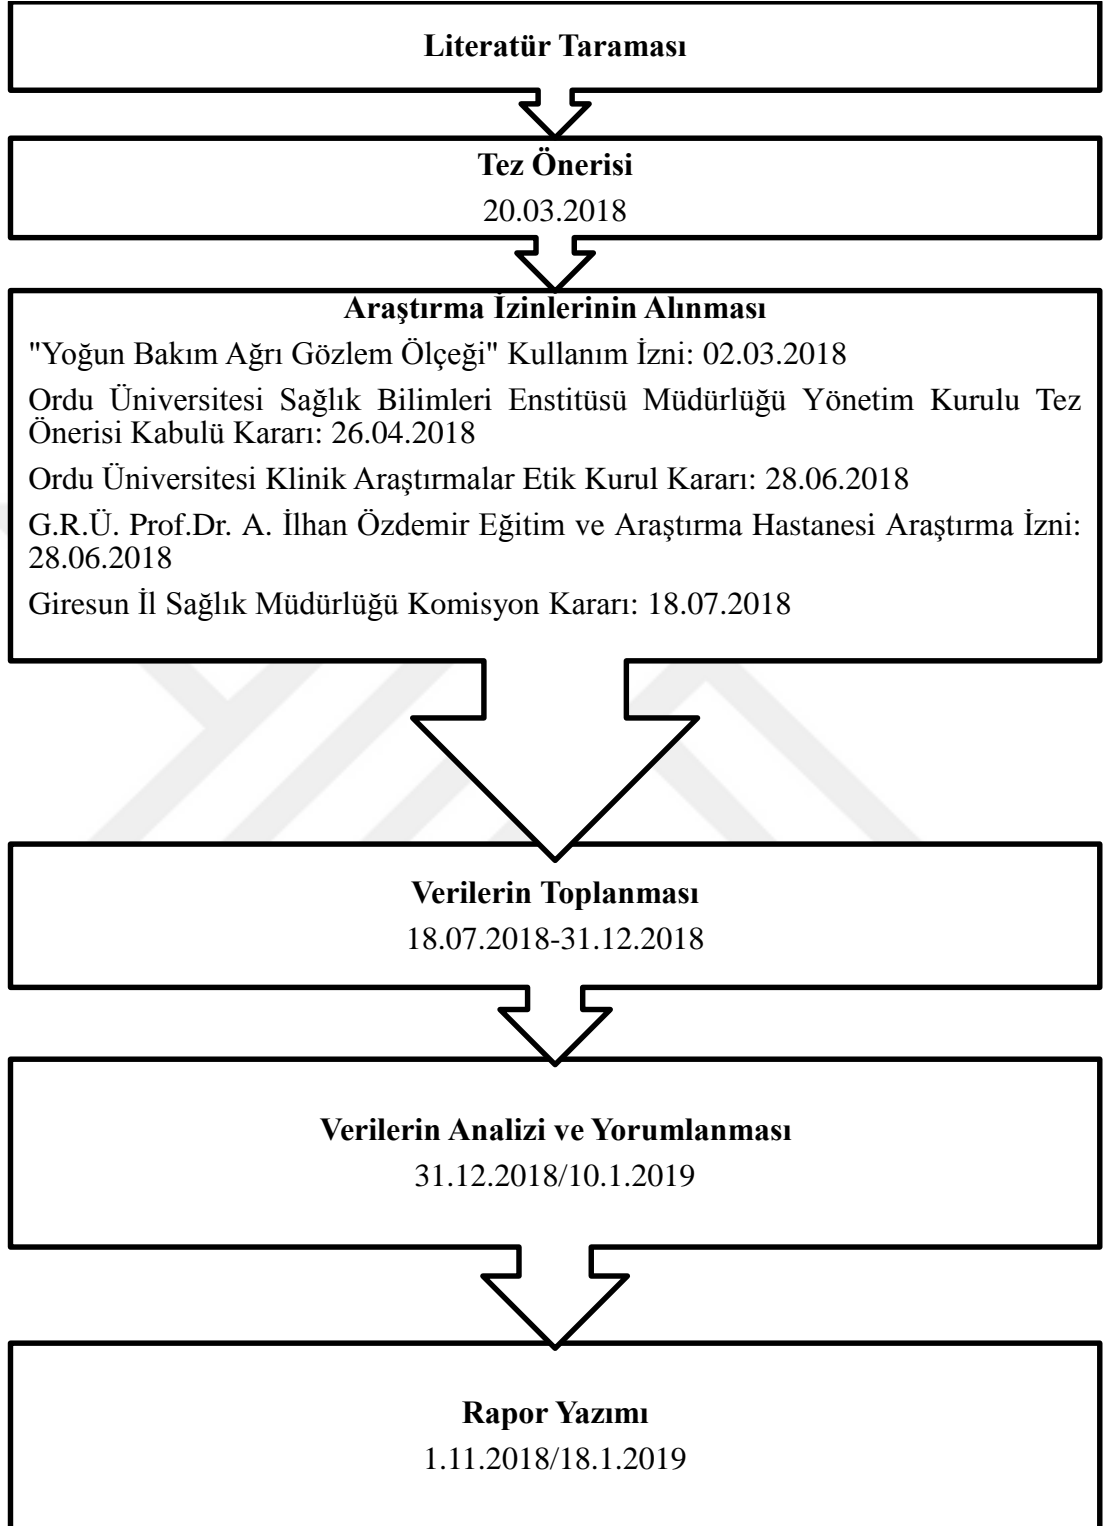 Literatür Taraması
Tez Önerisi
20.03.2018
Araştırma İzinlerinin Alınması
"Yoğun Bakım Ağrı Gözlem Ölçeği" Kullanım İzni: 02.03.2018
Ordu Üniversitesi Sağlık Bilimleri Enstitüsü Müdürlüğü Yönetim Kurulu Tez
Önerisi Kabulü Kararı: 26.04.2018
Ordu Üniversitesi Klinik Araştırmalar Etik Kurul Kararı: 28.06.2018
G.R.Ü. Prof.Dr. A. İlhan Özdemir Eğitim ve Araştırma Hastanesi Araştırma İzni:
28.06.2018
Giresun İl Sağlık Müdürlüğü Komisyon Kararı: 18.07.2018
Verilerin Toplanması
18.07.2018-31.12.2018
Verilerin Analizi ve Yorumlanması
31.12.2018/10.1.2019
Rapor Yazımı
1.11.2018/18.1.2019